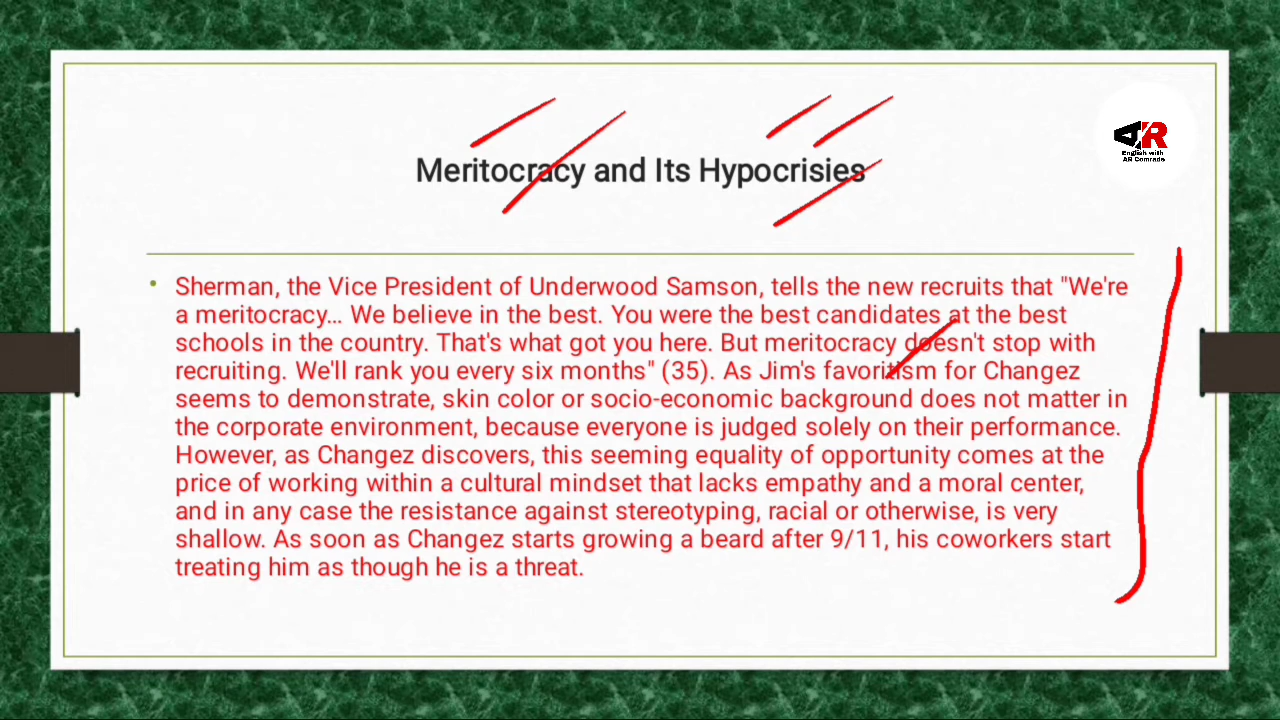 AR
English with
AR Comrade
Meritocracy and Its Hypocrisies
• Sherman, the Vice President of Underwood Samson, tells the new recruits that "We're
a meritocracy... We believe in the best. You were the best candidates at the best
schools in the country. That's what got you here. But meritocracy doesn't stop with
recruiting. We'll rank you every six months" (35). As Jim's favoritism for Changez
seems to demonstrate, skin color or socio-economic background does not matter in
the corporate environment, because everyone is judged solely on their performance.
However, as Changez discovers, this seeming equality of opportunity comes at the
price of working within a cultural mindset that lacks empathy and a moral center,
and in any case the resistance against stereotyping, racial or otherwise, is very
shallow. As soon as Changez starts growing a beard after 9/11, his coworkers start
treating him as though he is a threat.